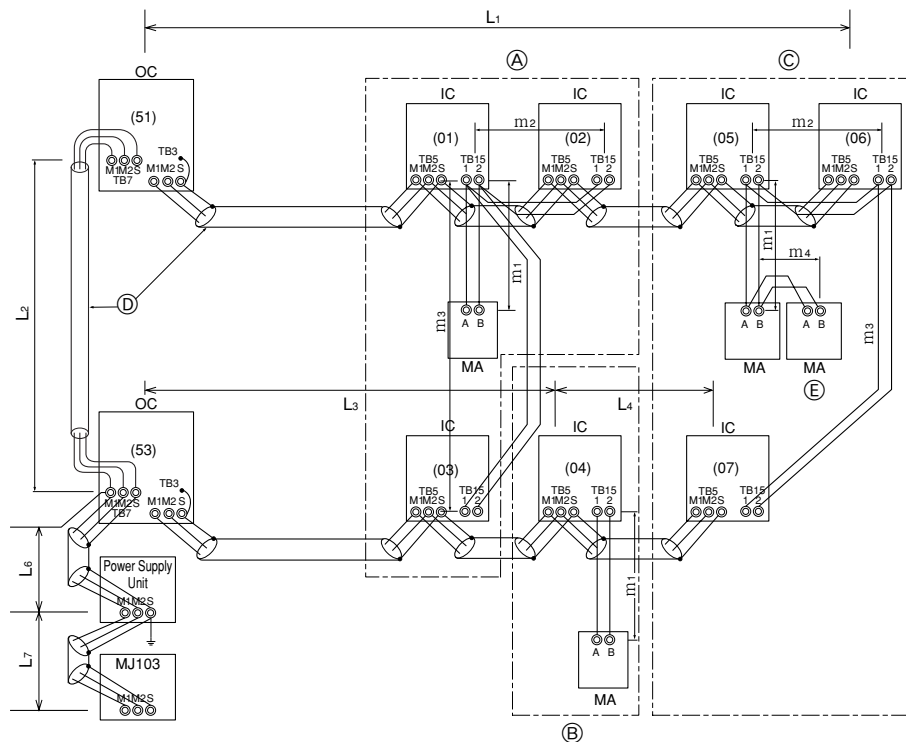 L1
OC
Ⓐ
Ⓒ
IC
IC
IC
IC
(51)
(01)
m2
(02)
(05)
m2
(06)
TB3
M1M2S
TB7
M1M2S
TB5
M1M2S
TB15
1 2
TB5
M1M2S
TB15
1 2
TB5
M1M2S
TB15
1 2
TB5
M1M2S
TB15
1 2
L2
Ⓓ
m1
m3
m1
m4
m3
A B
MA
A B
MA
A B
MA
Ⓔ
L3
L4
OC
IC
IC
IC
(53)
(03)
(04)
(07)
TB3
M1M2S
TB7
M1M2S
TB5
M1M2S
TB15
1 2
TB5
M1M2S
TB15
1 2
TB5
M1M2S
TB15
1 2
L6
Power Supply
Unit
M1M2S
m1
L7
MJ103
M1M2S
A B
MA
Ⓑ